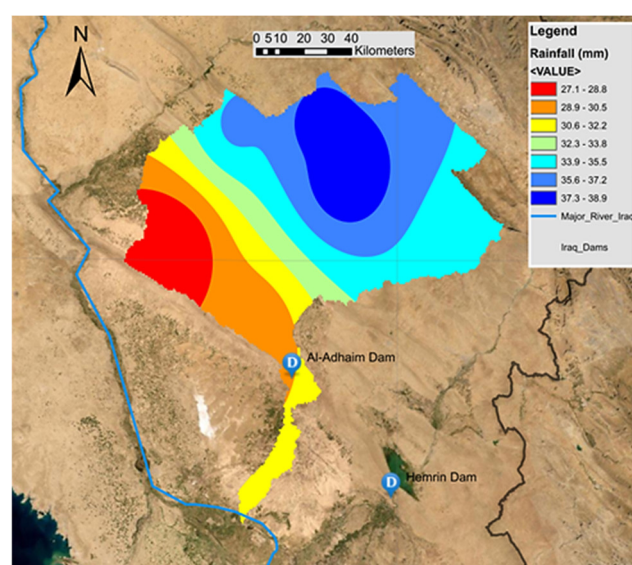 N
0 5 10 20 30 40
Kilometers
Legend
Rainfall (mm)
<VALUE>
27.1 - 28.8
28.9 - 30.5
30.6 - 32.2
32.3 - 33.8
33.9 - 35.5
35.6 - 37.2
37.3 - 38.9
Major_River_Iraq
Iraq_Dams
D Al-Adhaim Dam
D Hemrin Dam